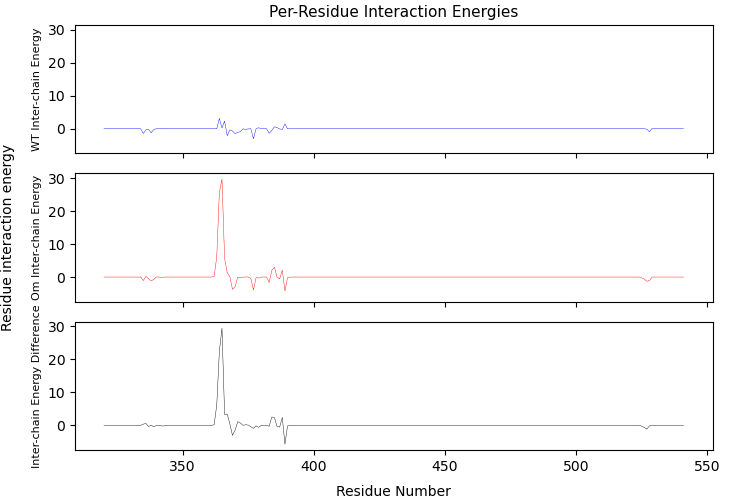 Per-Residue Interaction Energies
Residue interaction energy
WT Inter-chain Energy
30
20
10
0
Om Inter-chain Energy
30
20
10
0
Inter-chain Energy Difference
30
20
10
0
350 400 450 500 550
Residue Number